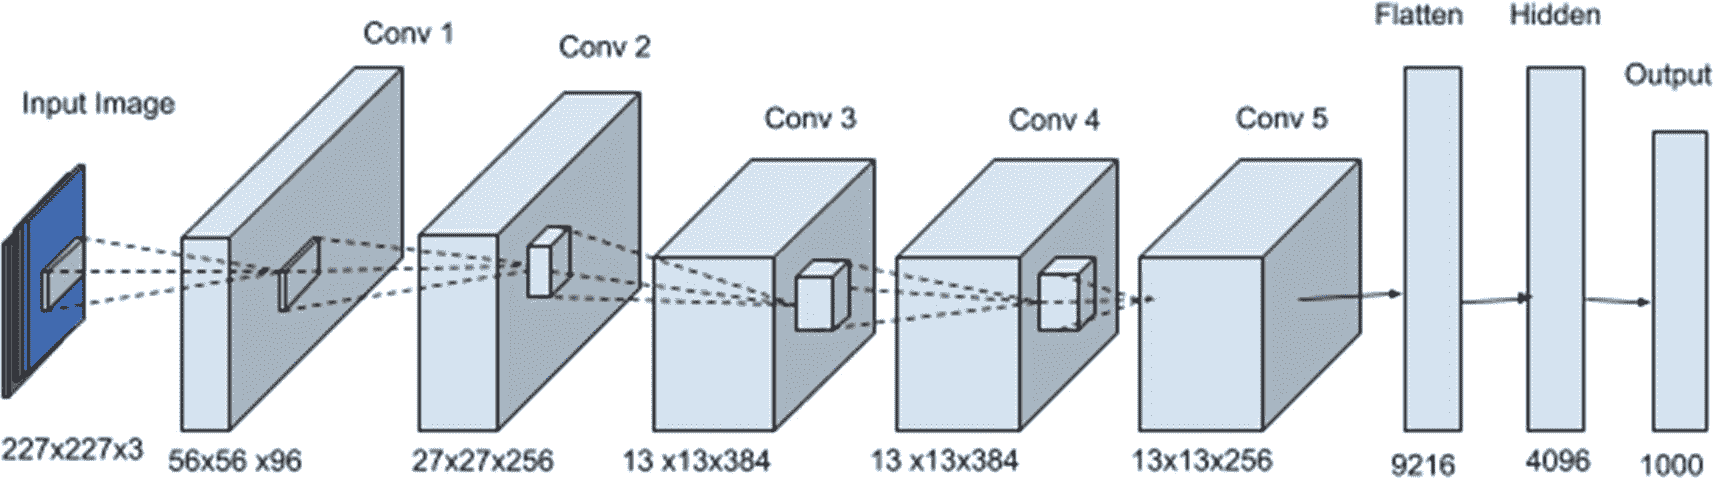 Input Image
Conv 1
Conv 2
Conv 3
Conv 4
Conv 5
Flatten
Hidden
Output
227x227x3
56x56 x96
27x27x256
13 x13x384
13 x13x384
13x13x256
9216
4096
1000